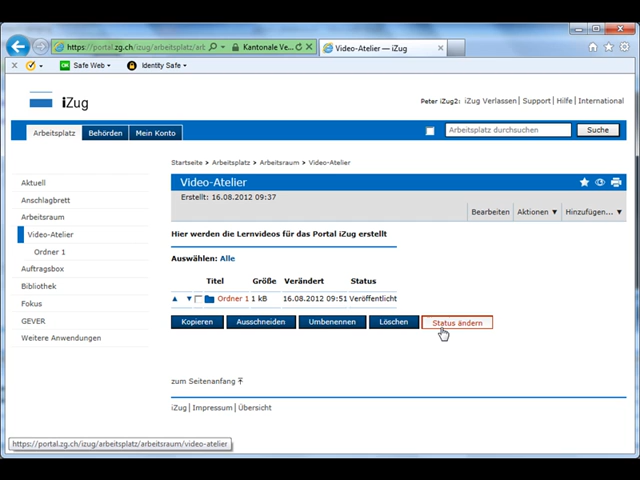 https://portal.zg.ch/izug/arbeitsplatz/art
Kantonale Ve...
Video-Atelier — iZug
Safe Web
Identity Safe
iZug
Peter iZug2: iZug Verlassen | Support | Hilfe | International
Arbeitsplatz Behörden Mein Konto
Arbeitsplatz durchsuchen Suche
Startseite > Arbeitsplatz > Arbeitsraum > Video-Atelier
Aktuell
Anschlagbrett
Arbeitsraum
Video-Atelier
Ordner 1
Auftragsbox
Bibliothek
Fokus
GEVER
Weitere Anwendungen
Video-Atelier
Erstellt: 16.08.2012 09:37
Bearbeiten Aktionen ▼ Hinzufügen... ▼
Hier werden die Lernvideos für das Portal iZug erstellt
Auswählen: Alle
Titel Größe Verändert Status
Ordner 1 1 kB 16.08.2012 09:51 Veröffentlicht
Kopieren Ausschneiden Umbenennen Löschen Status ändern
zum Seitenanfang
iZug | Impressum | Übersicht
https://portal.zg.ch/izug/arbeitsplatz/arbeitsraum/video-atelier